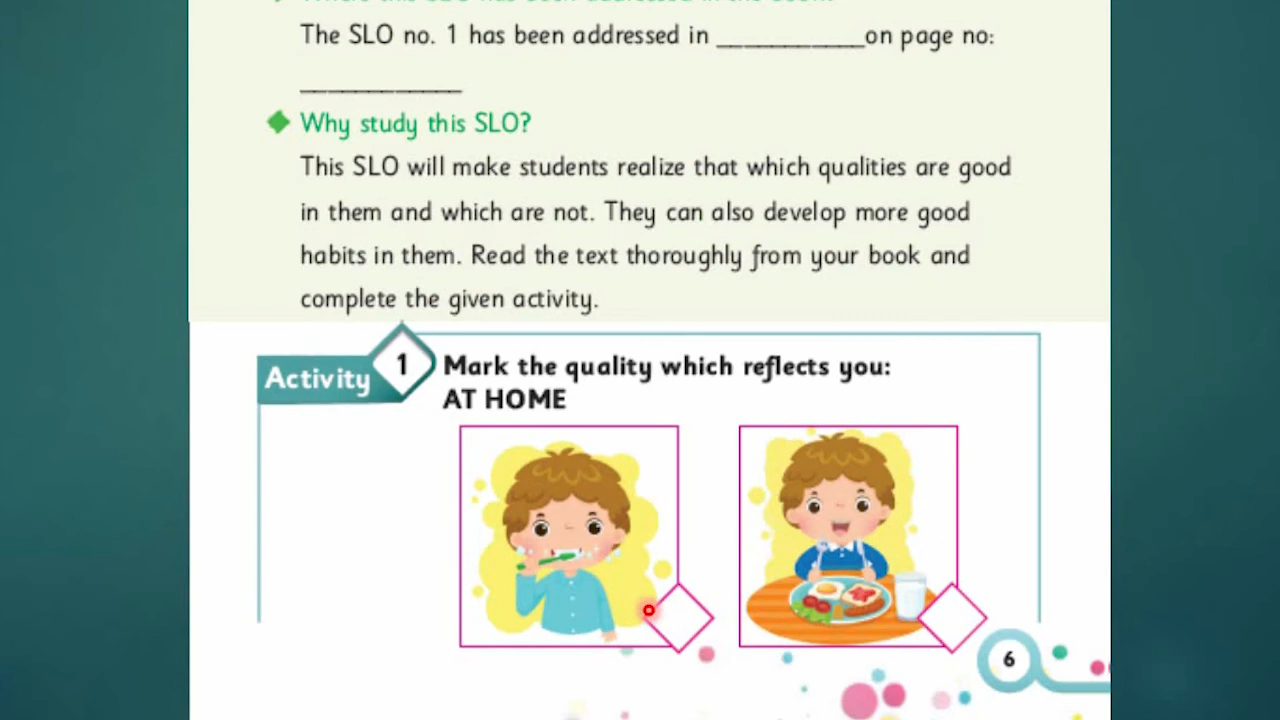 The SLO no. 1 has been addressed in ___________on page no:
____________
Why study this SLO?
This SLO will make students realize that which qualities are good
in them and which are not. They can also develop more good
habits in them. Read the text thoroughly from your book and
complete the given activity.
Activity 1 Mark the quality which reflects you:
AT HOME
6